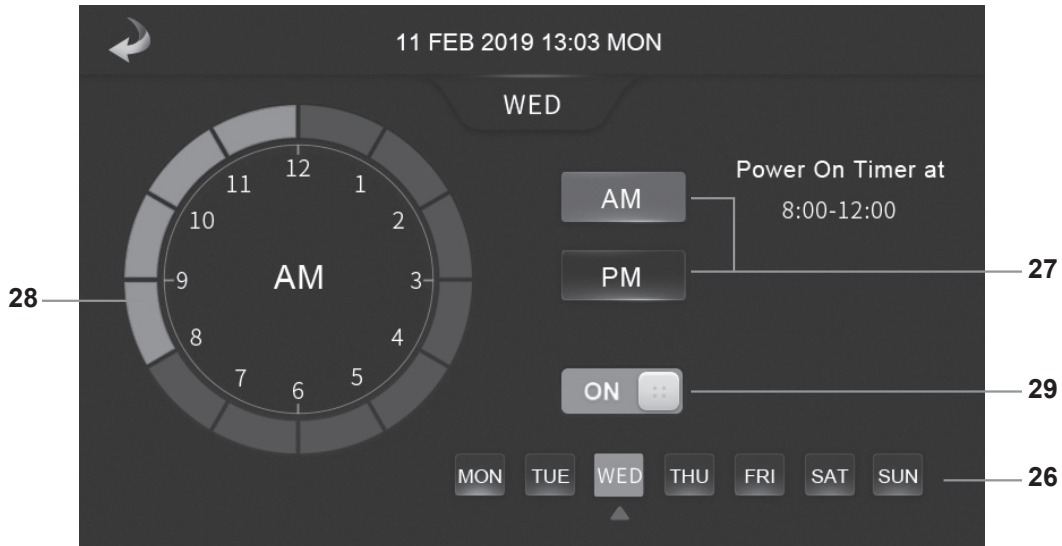 11 FEB 2019 13:03 MON
WED
12
1
2
3
4
5
6
7
8
9
10
11
AM
AM
PM
Power On Timer at
8:00-12:00
ON
MON TUE WED THU FRI SAT SUN
28
27
29
26